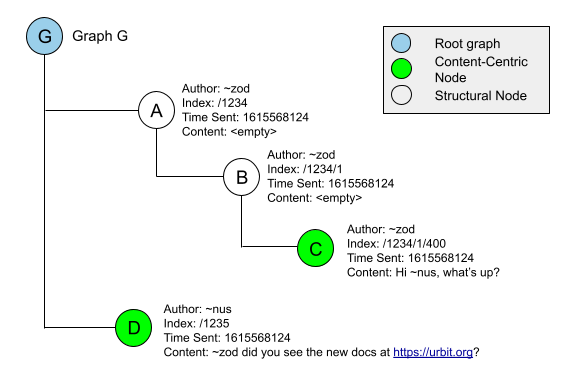 G Graph G
Root graph
Content-Centric
Node
Structural Node
A
Author: ~zod
Index: /1234
Time Sent: 1615568124
Content: <empty>
B
Author: ~zod
Index: /1234/1
Time Sent: 1615568124
Content: <empty>
C
Author: ~zod
Index: /1234/1/400
Time Sent: 1615568124
Content: Hi ~nus, what's up?
D
Author: ~nus
Index: /1235
Time Sent: 1615568124
Content: ~zod did you see the new docs at https://urbit.org?